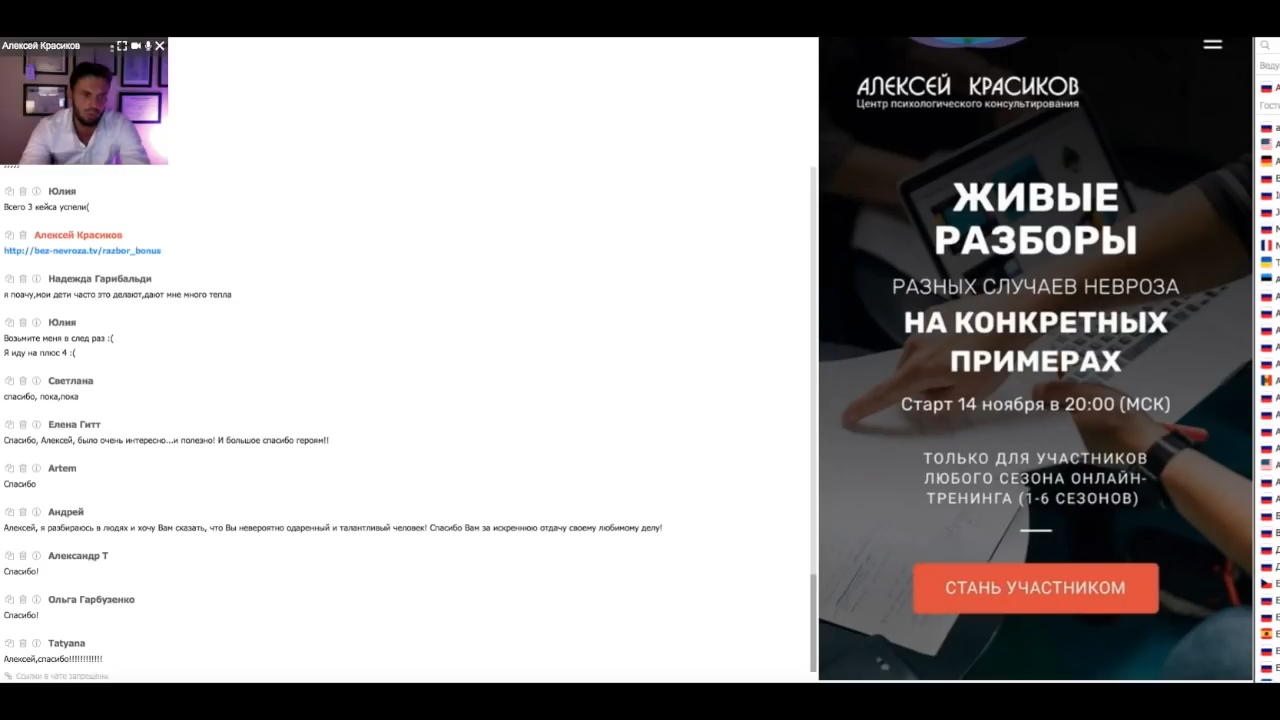 Алексей Красиков
Юлия
Всего 3 кейса успели(
Алексей Красиков
http://bez-nevroza.tv/razbor_bonus
Надежда Гарибальди
я поачу,мои дети часто это делают,дают мне много тепла
Юлия
Возьмите меня в след раз :(
Я иду на плюс 4 :(
Светлана
спасибо, пока,пока
Елена Гитт
Спасибо, Алексей, было очень интересно...и полезно! И большое спасибо героям!!
Artem
Спасибо
Андрей
Алексей, я разбираюсь в людях и хочу Вам сказать, что Вы невероятно одаренный и талантливый человек! Спасибо Вам за искреннюю отдачу своему любимому делу!
Александр Т
Спасибо!
Ольга Гарбузенко
Спасибо!
Tatyana
Алексей,спасибо!!!!!!!!!!!!
Ссылки в чате запрещены
АЛЕКСЕЙ КРАСИКОВ
Центр психологического консультирования
ЖИВЫЕ
РАЗБОРЫ
РАЗНЫХ СЛУЧАЕВ НЕВРОЗА
НА КОНКРЕТНЫХ
ПРИМЕРАХ
Старт 14 ноября в 20:00 (МСК)
ТОЛЬКО ДЛЯ УЧАСТНИКОВ
ЛЮБОГО СЕЗОНА ОНЛАЙН-
ТРЕНИНГА (1-6 СЕЗОНОВ)
СТАНЬ УЧАСТНИКОМ